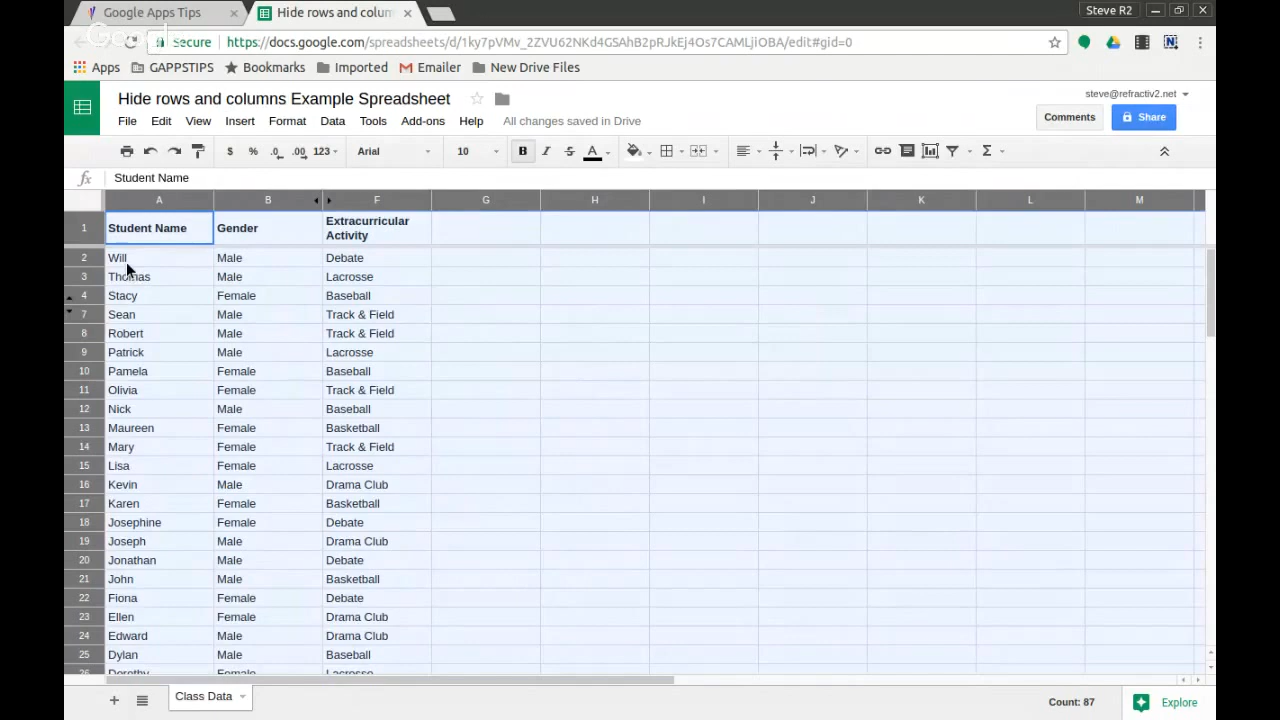 Google Apps Tips
Hide rows and colum
Steve R2
Secure
https://docs.google.com/spreadsheets/d/1ky7pVMv_2ZVU62NKd4GSAhB2pRJkEj4Os7CAMLjiOBA/edit#gid=0
Apps GAPPSTIPS Bookmarks Imported Emailer New Drive Files
Hide rows and columns Example Spreadsheet
steve@refractiv2.net
File Edit View Insert Format Data Tools Add-ons Help All changes saved in Drive
Comments Share
$ % .0 .00 123 Arial 10 B I S A Σ
fx Student Name
A B F G H I J K L M
1 Student Name Gender Extracurricular
Activity
2 Will Male Debate
3 Thomas Male Lacrosse
4 Stacy Female Baseball
7 Sean Male Track & Field
8 Robert Male Track & Field
9 Patrick Male Lacrosse
10 Pamela Female Baseball
11 Olivia Female Track & Field
12 Nick Male Baseball
13 Maureen Female Basketball
14 Mary Female Track & Field
15 Lisa Female Lacrosse
16 Kevin Male Drama Club
17 Karen Female Basketball
18 Josephine Female Debate
19 Joseph Male Drama Club
20 Jonathan Male Debate
21 John Male Basketball
22 Fiona Female Debate
23 Ellen Female Drama Club
24 Edward Male Drama Club
25 Dylan Male Baseball
26 Dorothy Female Lacrosse
Class Data
Count: 87
Explore